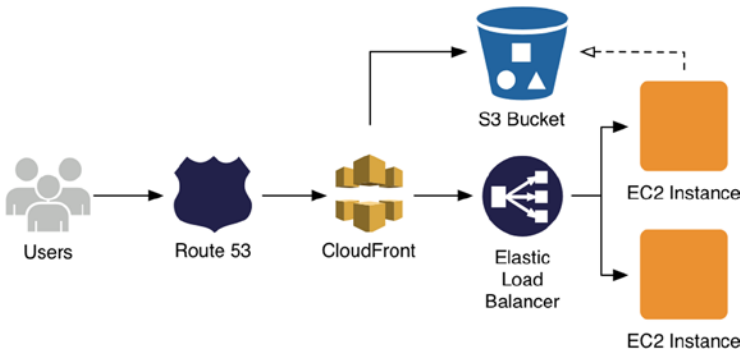 S3 Bucket
EC2 Instance
Users
Route 53
CloudFront
Elastic
Load
Balancer
EC2 Instance